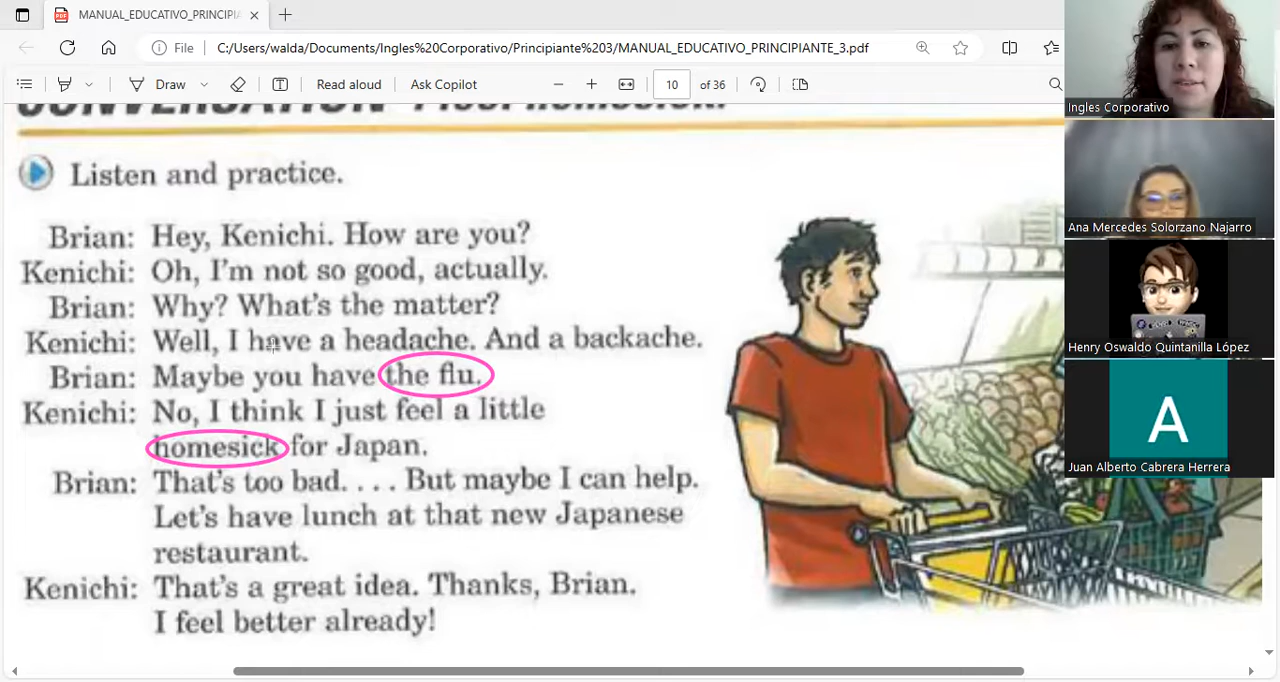 MANUAL_EDUCATIVO_PRINCIPIA
File
C:/Users/walda/Documents/Ingles%20Corporativo/Principiante%203/MANUAL_EDUCATIVO_PRINCIPIANTE_3.pdf
Draw
Read aloud
Ask Copilot
10
of 36
CONVERSATION I feel homesick.
Listen and practice.
Brian: Hey, Kenichi. How are you?
Kenichi: Oh, I'm not so good, actually.
Brian: Why? What's the matter?
Kenichi: Well, I have a headache. And a backache.
Brian: Maybe you have the flu.
Kenichi: No, I think I just feel a little
homesick for Japan.
Brian: That's too bad. . . . But maybe I can help.
Let's have lunch at that new Japanese
restaurant.
Kenichi: That's a great idea. Thanks, Brian.
I feel better already!
Ingles Corporativo
Ana Mercedes Solorzano Najarro
Henry Oswaldo Quintanilla López
A
Juan Alberto Cabrera Herrera